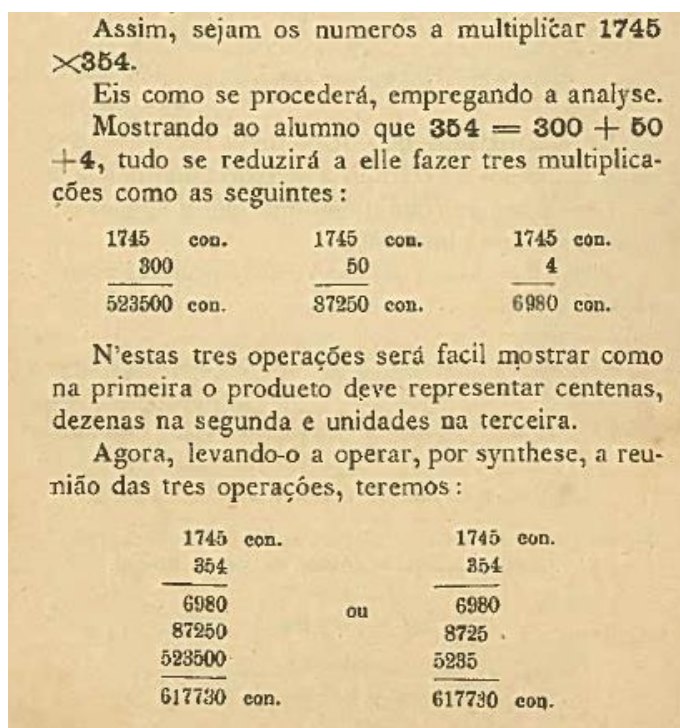 Assim, sejam os numeros a multiplicar 1745
×354.
Eis como se procederá, empregando a analyse.
Mostrando ao alumno que 354 = 300 + 50
+4, tudo se reduzirá a elle fazer tres multiplica-
ções como as seguintes :
1745 con. 1745 con. 1745 con.
300 50 4
523500 con. 87250 con. 6980 con.
N'estas tres operações será facil mostrar como
na primeira o produeto deve representar centenas,
dezenas na segunda e unidades na terceira.
Agora, levando-o a operar, por synthese, a reu-
nião das tres operações, teremos :
1745 con. 1745 con.
354 354
6980 ou 6980
87250 8725
523500 5235
617730 con. 617730 con.